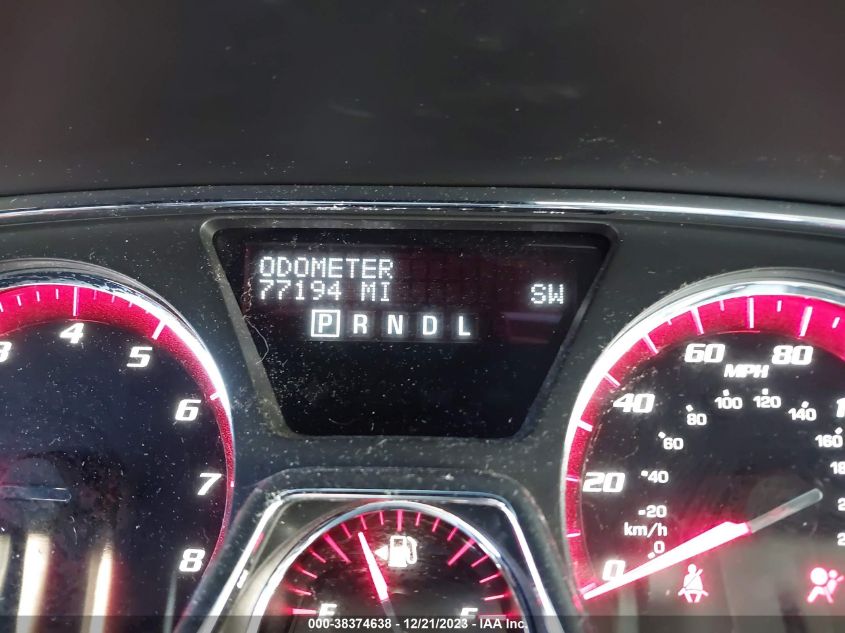 ODOMETER
77194 MI SW
P R N D L
3 4 5 6 7 8
20 40 60 80
MPH
20 40 60 80 100 120 140 160
km/h
0
0
E F
000-38374638 - 12/21/2023 - IAA Inc.